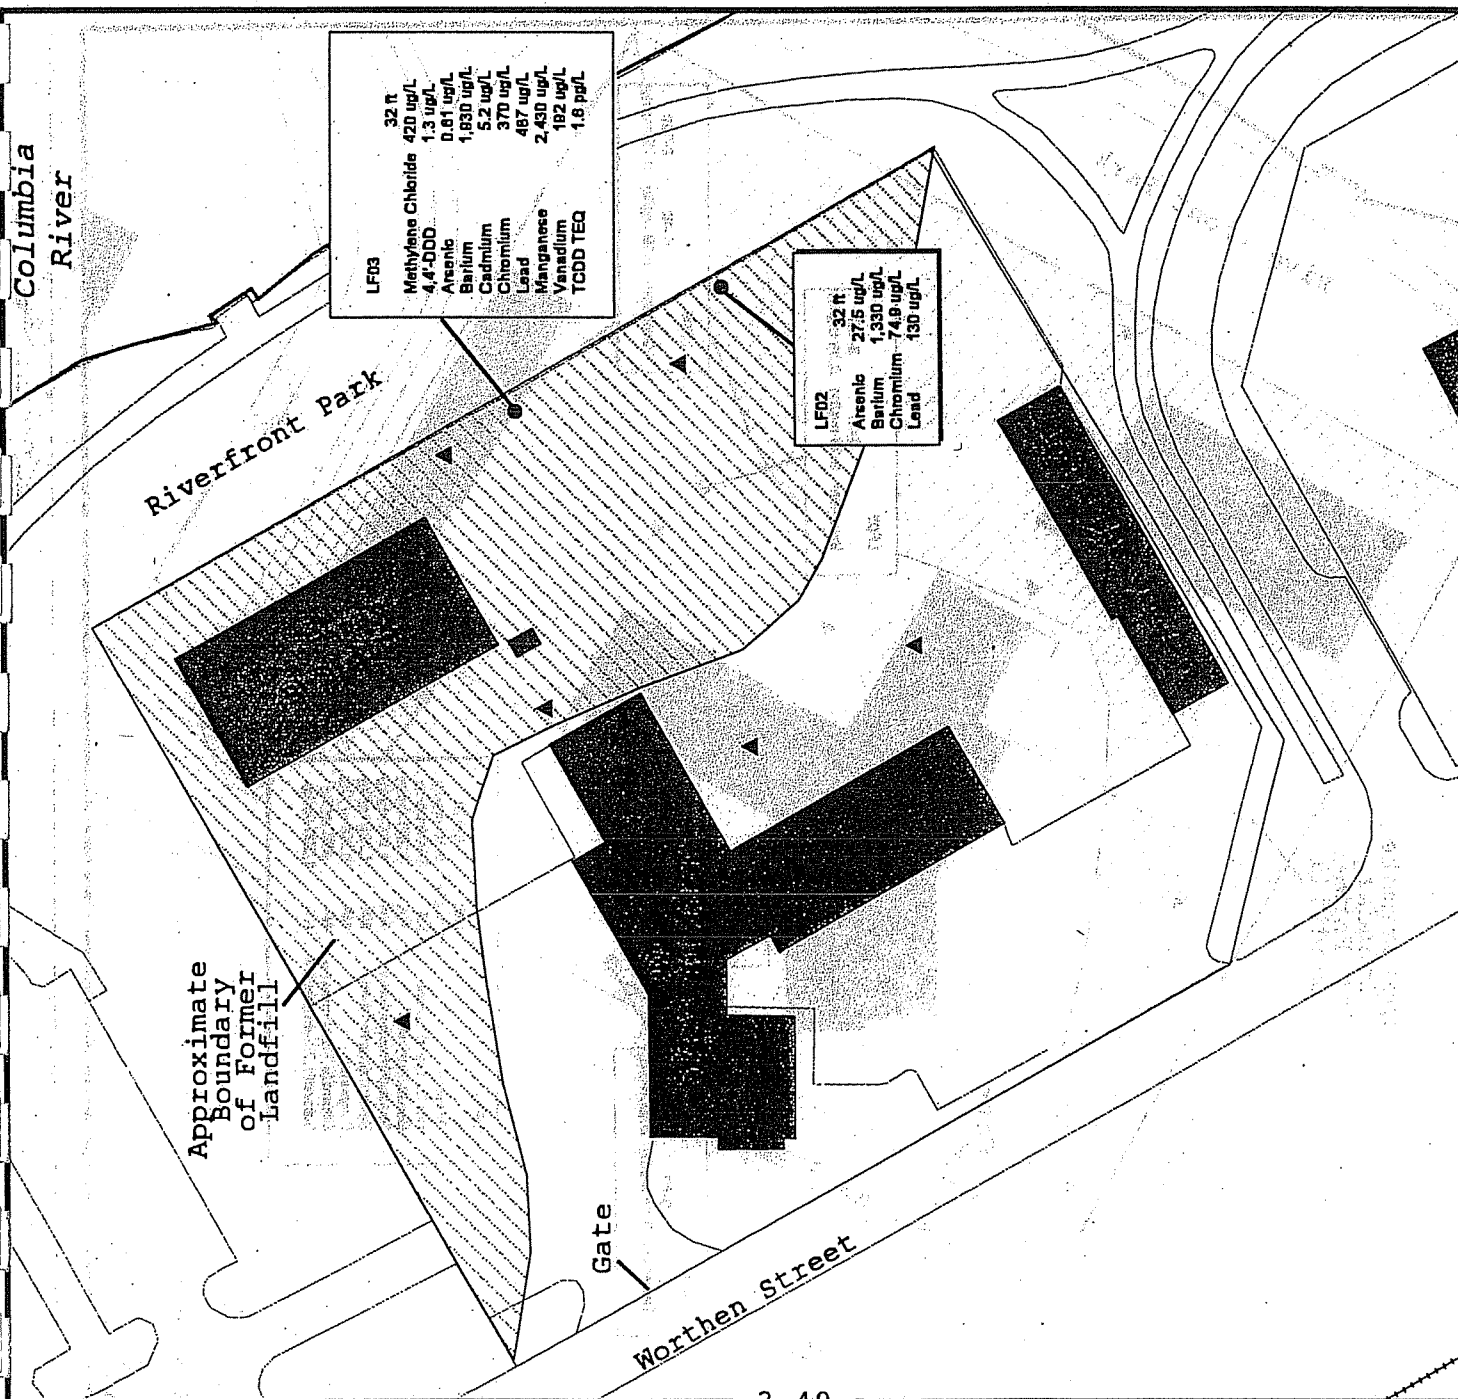 Columbia
River
LF03
32 ft
Methylene Chloride 420 ug/L
4,4'-DDD 1.3 ug/L
Arsenic 0.81 ug/L
Barium 1,930 ug/L
Cadmium 5.2 ug/L
Chromium 370 ug/L
Lead 467 ug/L
Manganese 2,430 ug/L
Vanadium 182 ug/L
TCDD TEQ 1.8 pg/L
LF02
32 ft
Arsenic 27.5 ug/L
Barium 1,330 ug/L
Chromium 74.9 ug/L
Lead 130 ug/L
Riverfront Park
Approximate
Boundary
of Former
Landfill
Gate
Worthen Street